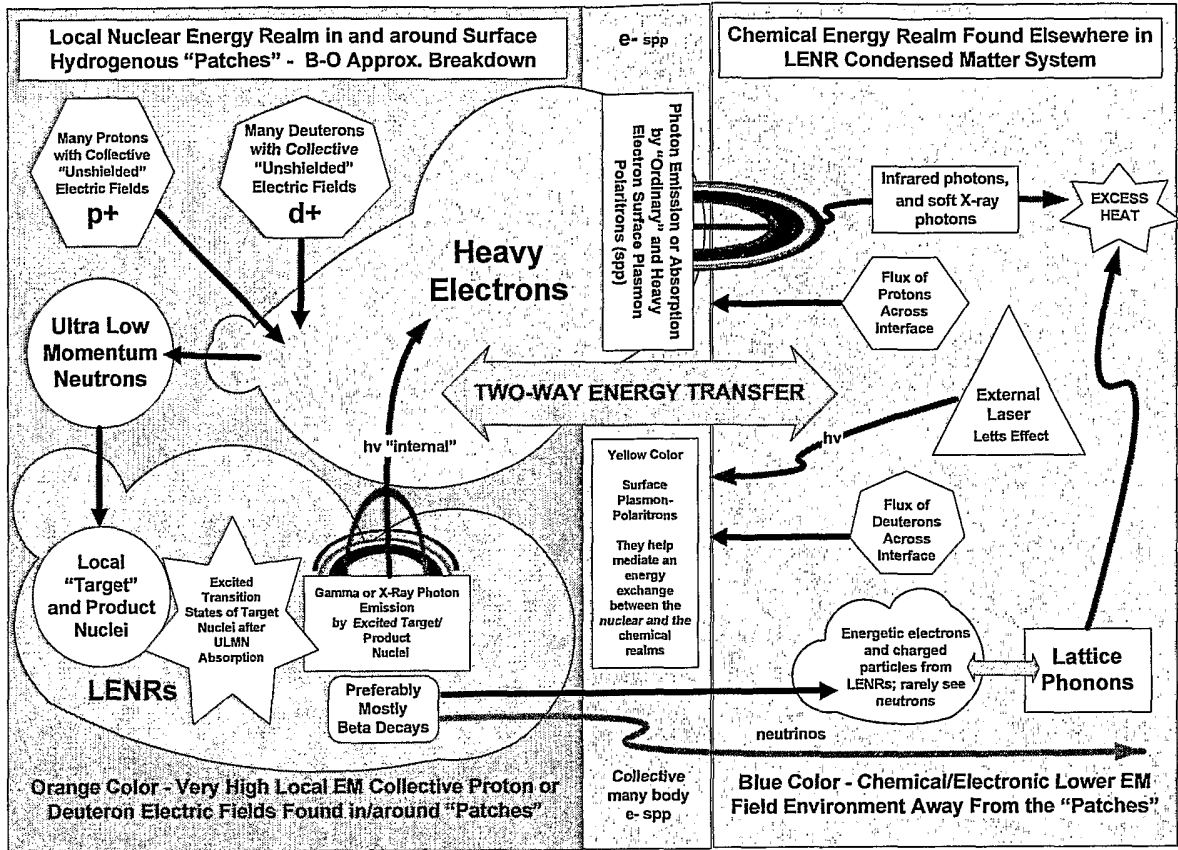 Local Nuclear Energy Realm in and around Surface
Hydrogenous "Patches" - B-O Approx. Breakdown
e- spp
Chemical Energy Realm Found Elsewhere in
LENR Condensed Matter System
Many Protons
with Collective
"Unshielded"
Electric Fields
p+
Many Deuterons
with Collective
"Unshielded"
Electric Fields
d+
Heavy
Electrons
Photon Emission or Absorption
by "Ordinary" and Heavy
Electron Surface Plasmon
Polaritrons (spp)
Infrared photons,
and soft X-ray
photons
EXCESS
HEAT
Flux of
Protons
Across
Interface
Ultra Low
Momentum
Neutrons
TWO-WAY ENERGY TRANSFER
External
Laser
Letts Effect
hv "internal"
hv
Yellow Color
Surface
Plasmon-
Polaritrons
They help
mediate an
energy
exchange
between the
nuclear and the
chemical
realms
Flux of
Deuterons
Across
Interface
Local
"Target"
and Product
Nuclei
Excited
Transition
States of Target
Nuclei after
ULMN
Absorption
Gamma or X-Ray Photon
Emission
by Excited Target/
Product
Nuclei
LENRs
Preferably
Mostly
Beta Decays
Energetic electrons
and charged
particles from
LENRs; rarely see
neutrons
Lattice
Phonons
neutrinos
Orange Color - Very High Local EM Collective Proton or
Deuteron Electric Fields Found in/around "Patches"
Collective
many body
e- spp
Blue Color - Chemical/Electronic Lower EM
Field Environment Away From the "Patches"